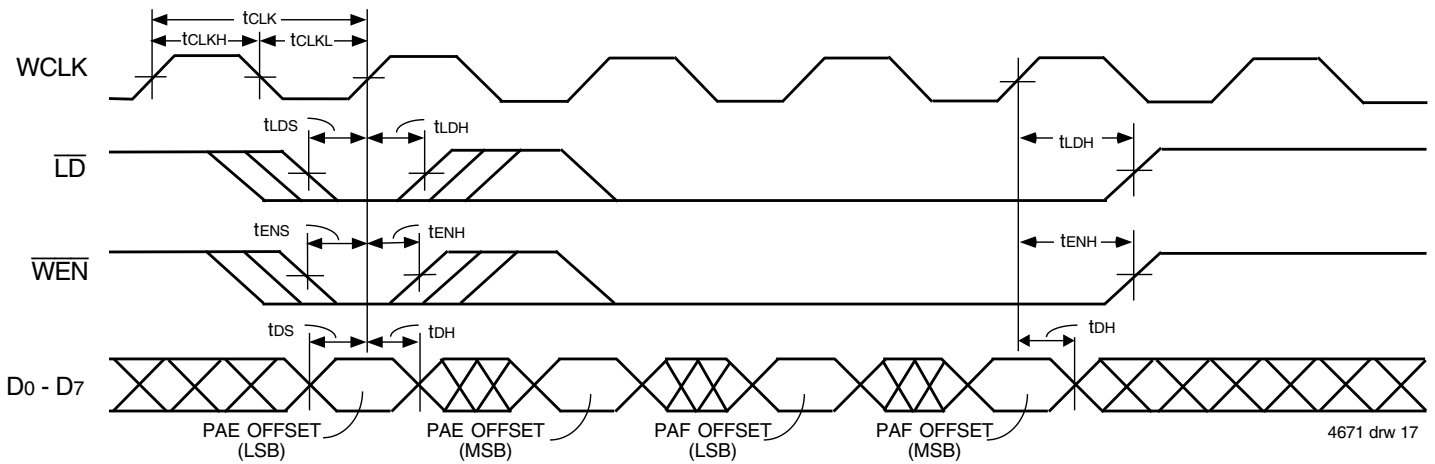 tCLK
tCLKH
tCLKL
WCLK
tLDS
tLDH
tLDH
LD
tENS
tENH
tENH
WEN
tDS
tDH
tDH
D0 - D7
PAE OFFSET
(LSB)
PAE OFFSET
(MSB)
PAF OFFSET
(LSB)
PAF OFFSET
(MSB)
4671 drw 17